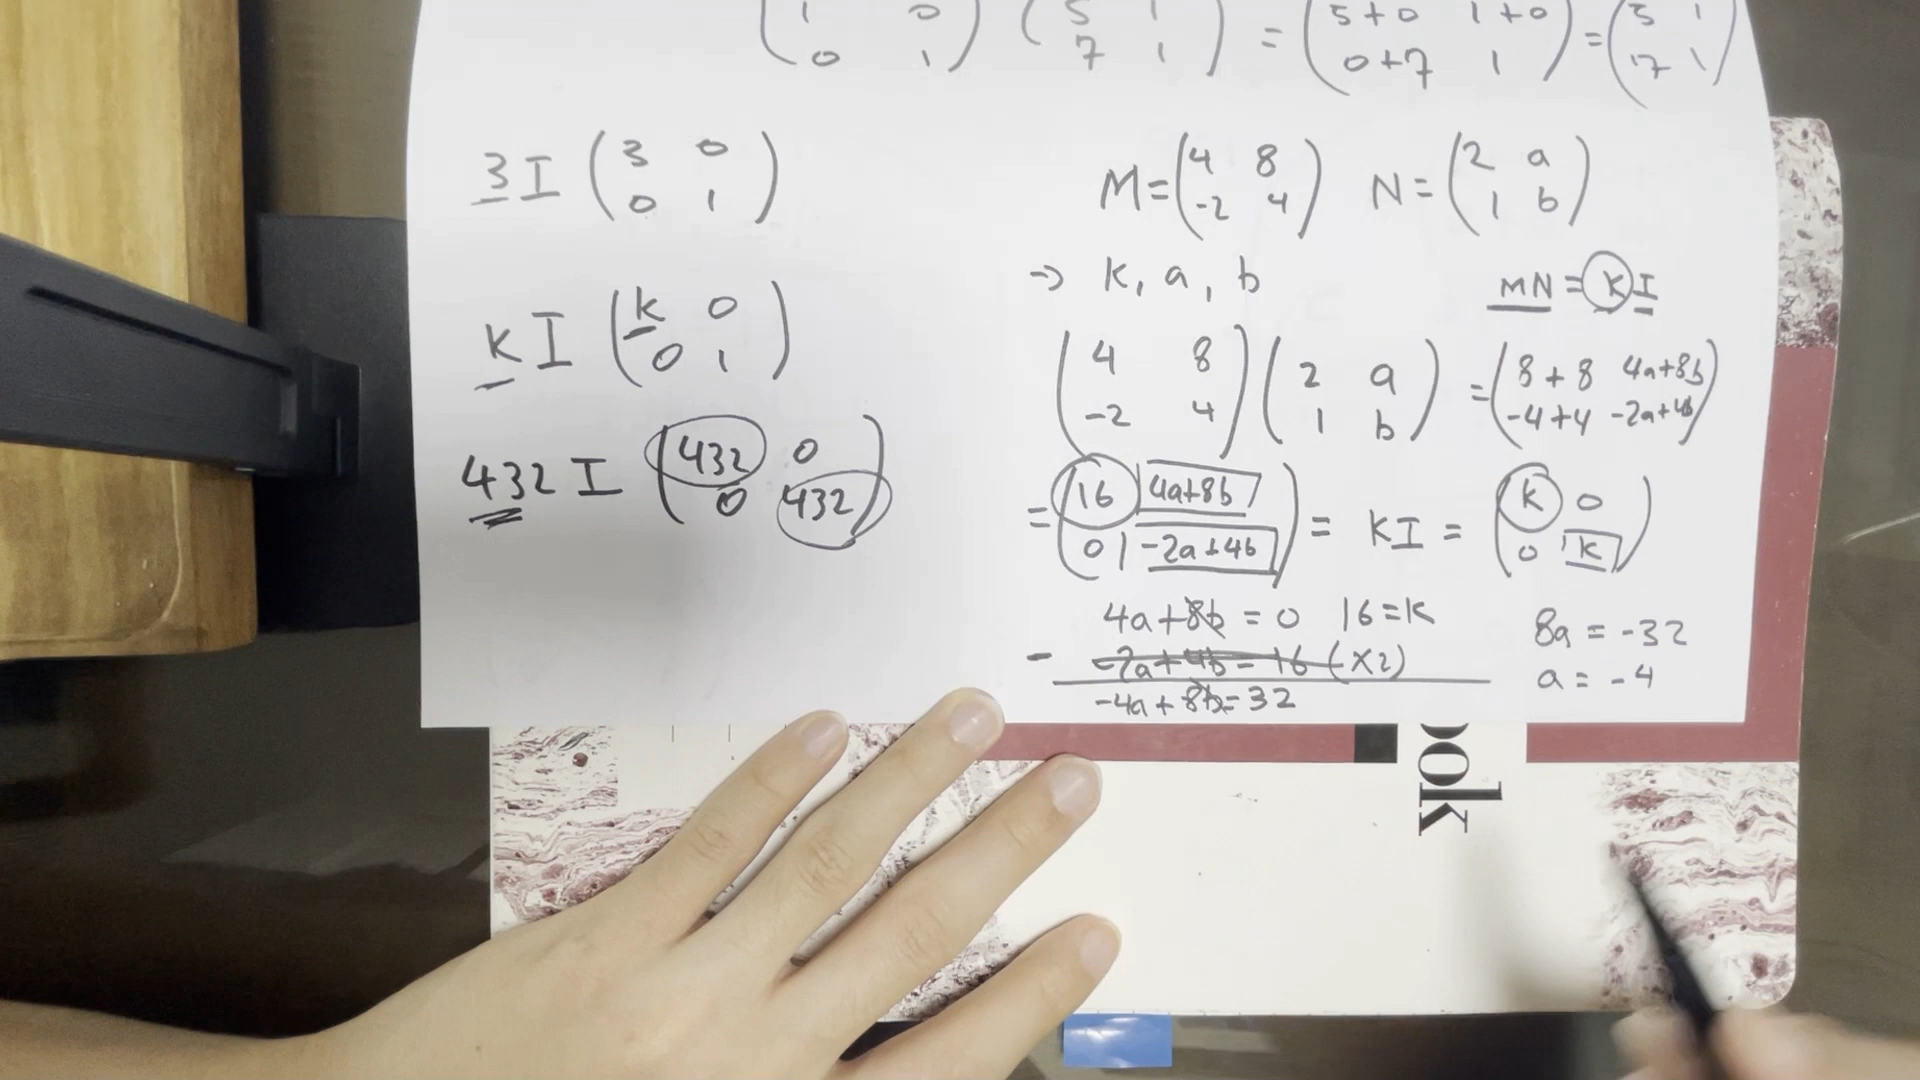 (1 0 / 0 1) (5 1 / 7 1) = (5+0 1+0 / 0+7 1) = (5 1 / 7 1)
3I (3 0 / 0 1)
kI (k 0 / 0 1)
432 I (432 0 / 0 432)
M = (4 8 / -2 4) N = (2 a / 1 b)
→ k, a, b MN = kI
(4 8 / -2 4) (2 a / 1 b) = (8+8 4a+8b / -4+4 -2a+4b)
= (16 4a+8b / 0 -2a+4b) = kI = (k 0 / 0 k)
4a+8b = 0 16=k
- -2a+4b=16 (×2)
-4a+8b=32
8a = -32
a = -4
ook